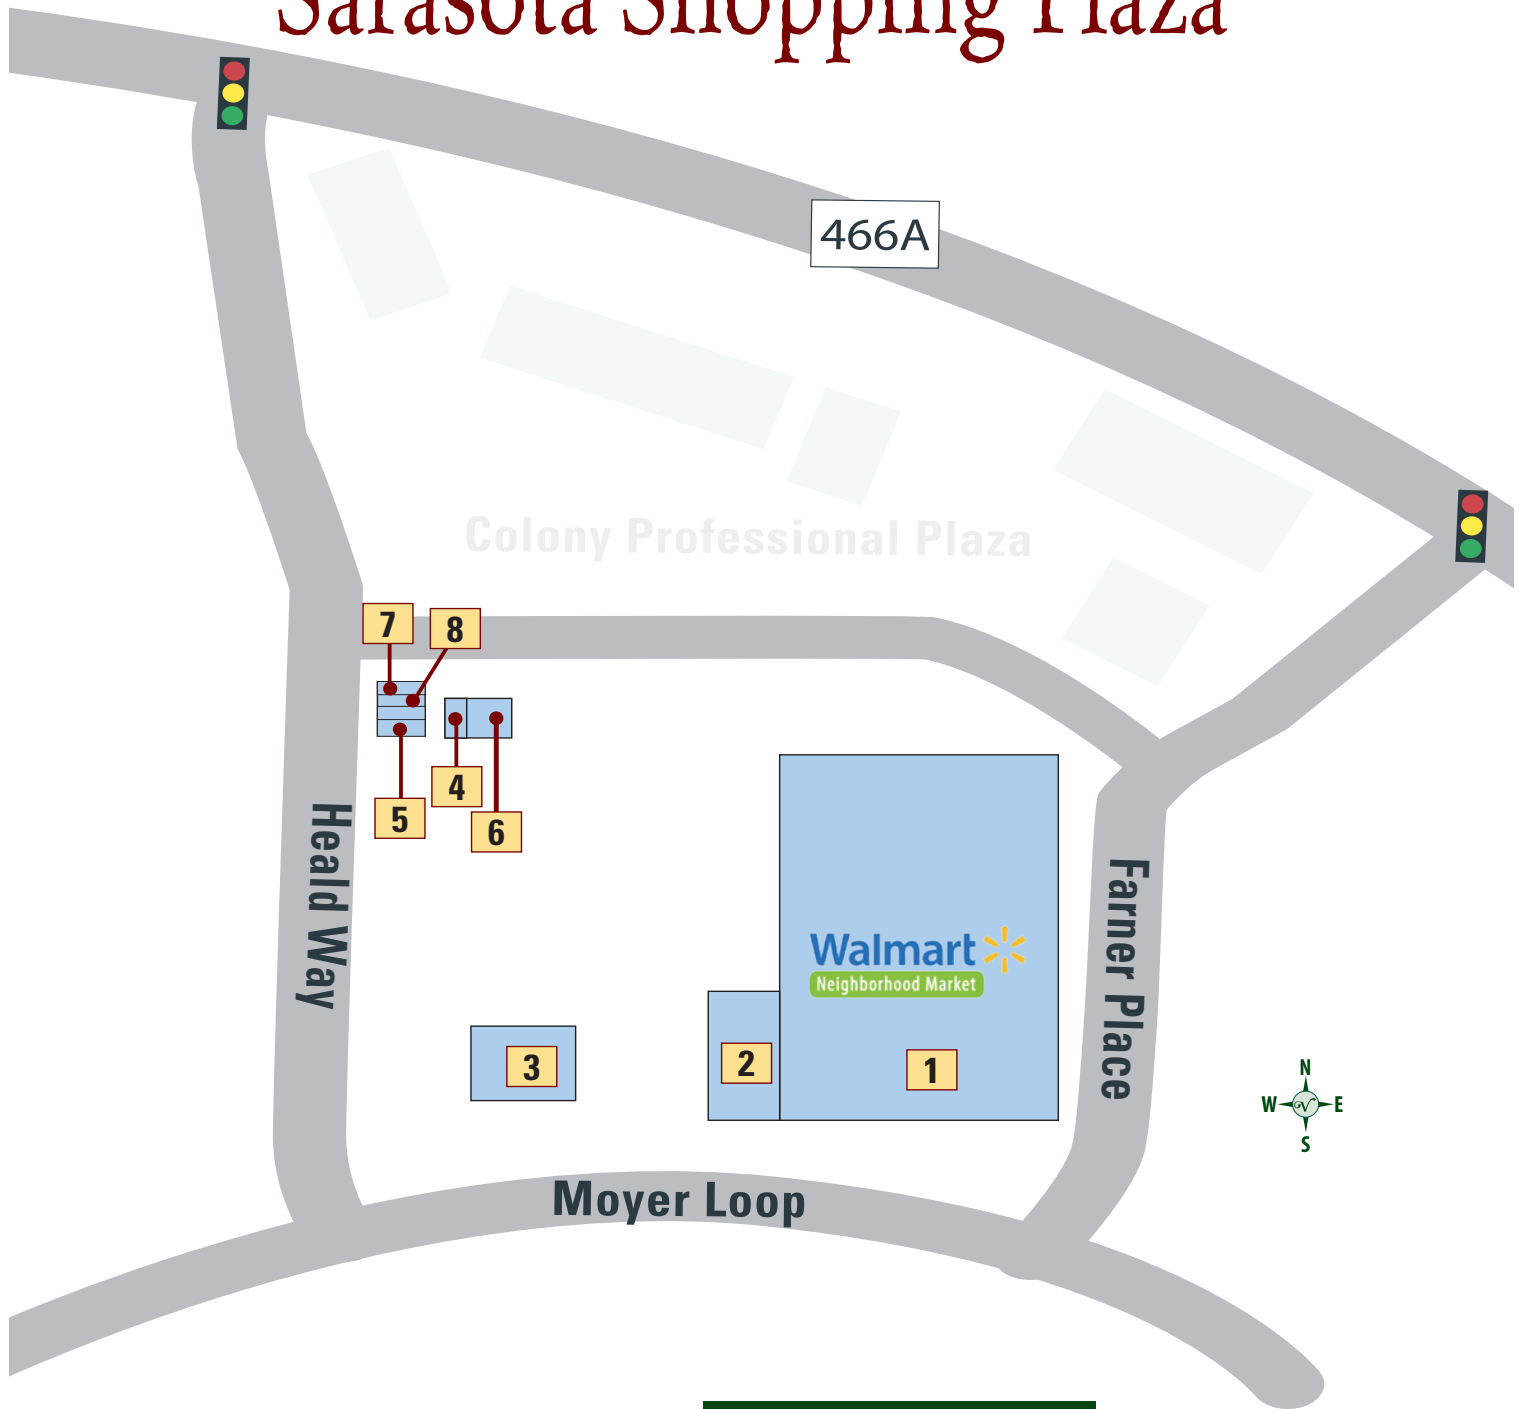 Sarasota Shopping Plaza
466A
Colony Professional Plaza
7
8
4
5
6
Heald Way
Walmart
Neighborhood Market
Farner Place
3
2
1
N
W
E
S
Moyer Loop